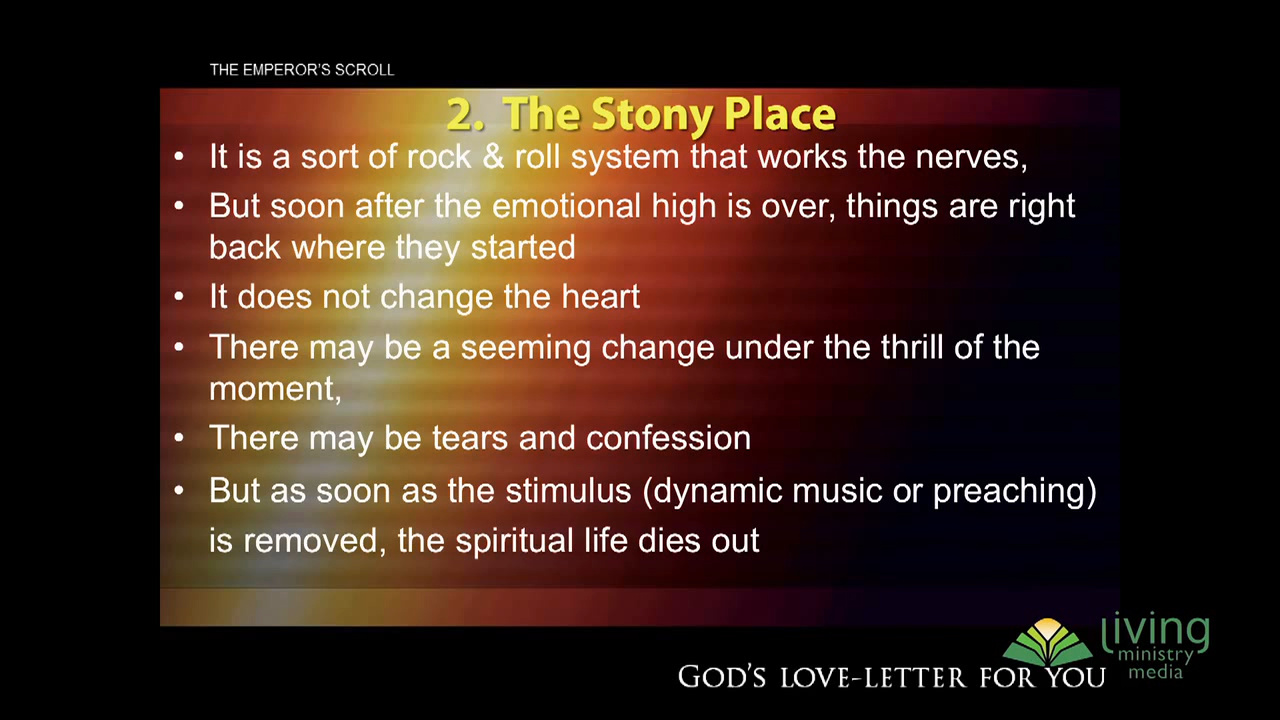 THE EMPEROR'S SCROLL
2. The Stony Place
• It is a sort of rock & roll system that works the nerves,
• But soon after the emotional high is over, things are right
back where they started
• It does not change the heart
• There may be a seeming change under the thrill of the
moment,
• There may be tears and confession
• But as soon as the stimulus (dynamic music or preaching)
is removed, the spiritual life dies out
living
ministry
media
GOD'S LOVE-LETTER FOR YOU